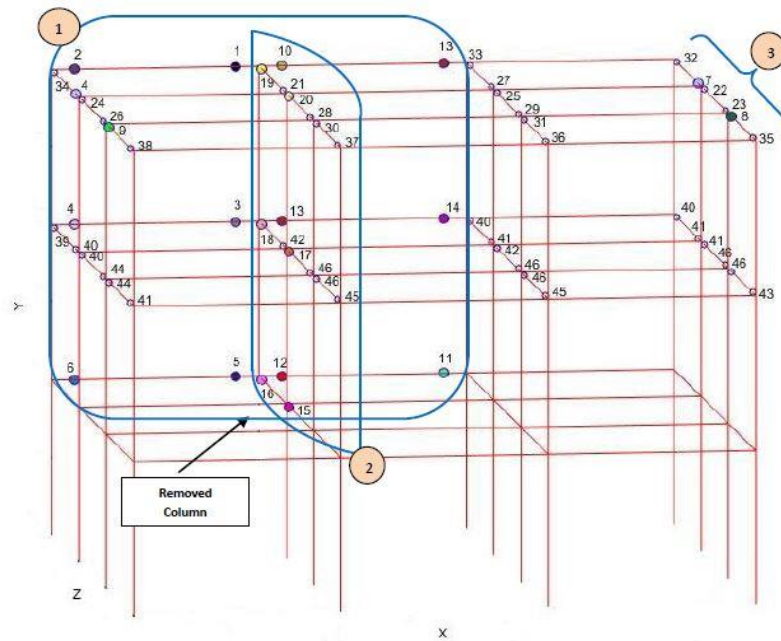 1
2 1 10 13 33 32 3
34 4 19 21 27 7
24 20 25 22
26 28 29 23
9 30 31 8
38 37 36 35
4 3 13 14 40 40
39 40 18 42 41 41
40 17 42 41
44 46 46 46
44 46 46 46
41 45 45 43
Y
6 5 12 11
16 15
2
Removed
Column
Z
X